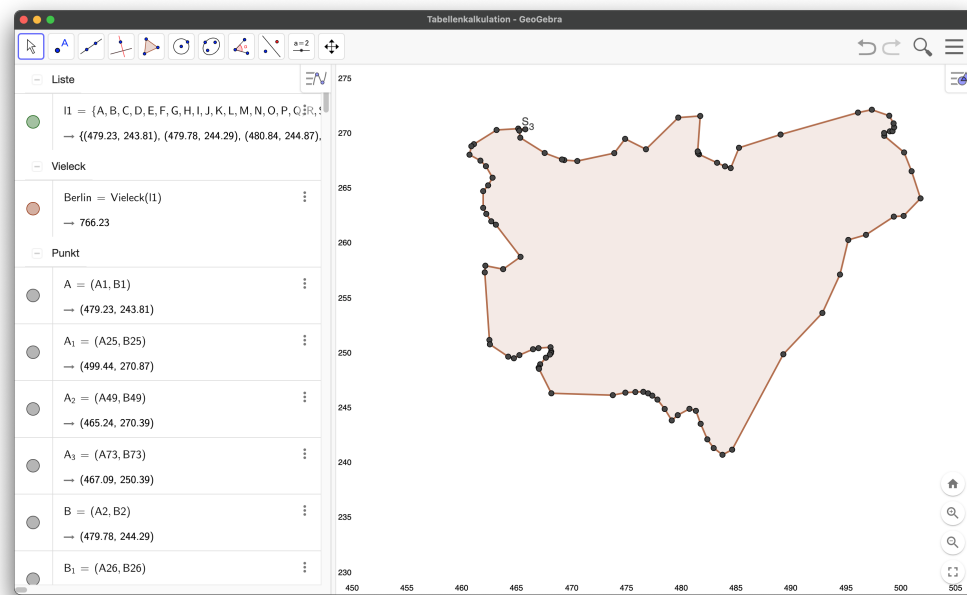 Tabellenkalkulation - GeoGebra
A
a=2
Liste
l1 = {A, B, C, D, E, F, G, H, I, J, K, L, M, N, O, P, Q, R, S
→ {(479.23, 243.81), (479.78, 244.29), (480.84, 244.87),
Vieleck
Berlin = Vieleck(l1)
→ 766.23
Punkt
A = (A1, B1)
→ (479.23, 243.81)
A₁ = (A25, B25)
→ (499.44, 270.87)
A₂ = (A49, B49)
→ (465.24, 270.39)
A₃ = (A73, B73)
→ (467.09, 250.39)
B = (A2, B2)
→ (479.78, 244.29)
B₁ = (A26, B26)
S₃
275
270
265
260
255
250
245
240
235
230
450 455 460 465 470 475 480 485 490 495 500 505